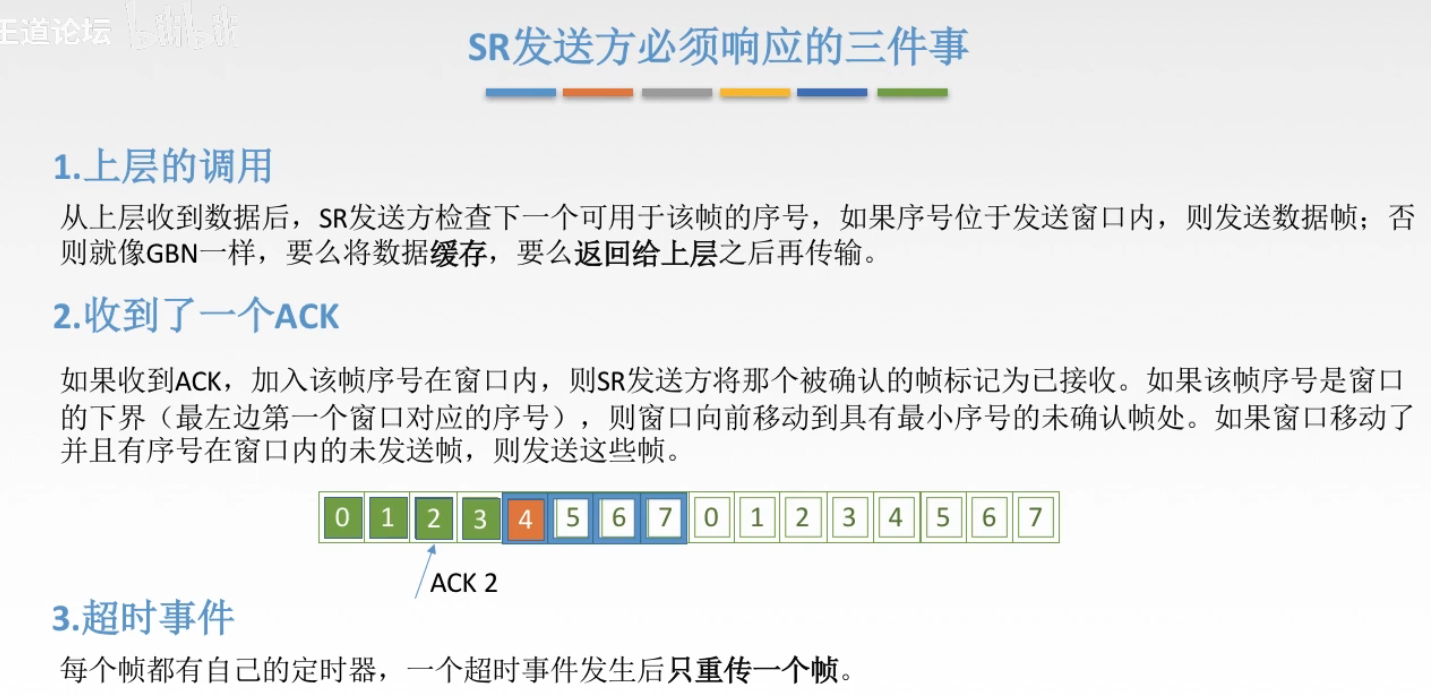 王道论坛 bilibili
SR发送方必须响应的三件事
1.上层的调用
从上层收到数据后，SR发送方检查下一个可用于该帧的序号，如果序号位于发送窗口内，则发送数据帧；否
则就像GBN一样，要么将数据缓存，要么返回给上层之后再传输。
2.收到了一个ACK
如果收到ACK，加入该帧序号在窗口内，则SR发送方将那个被确认的帧标记为已接收。如果该帧序号是窗口
的下界（最左边第一个窗口对应的序号），则窗口向前移动到具有最小序号的未确认帧处。如果窗口移动了
并且有序号在窗口内的未发送帧，则发送这些帧。
0 1 2 3 4 5 6 7 0 1 2 3 4 5 6 7
ACK 2
3.超时事件
每个帧都有自己的定时器，一个超时事件发生后只重传一个帧。